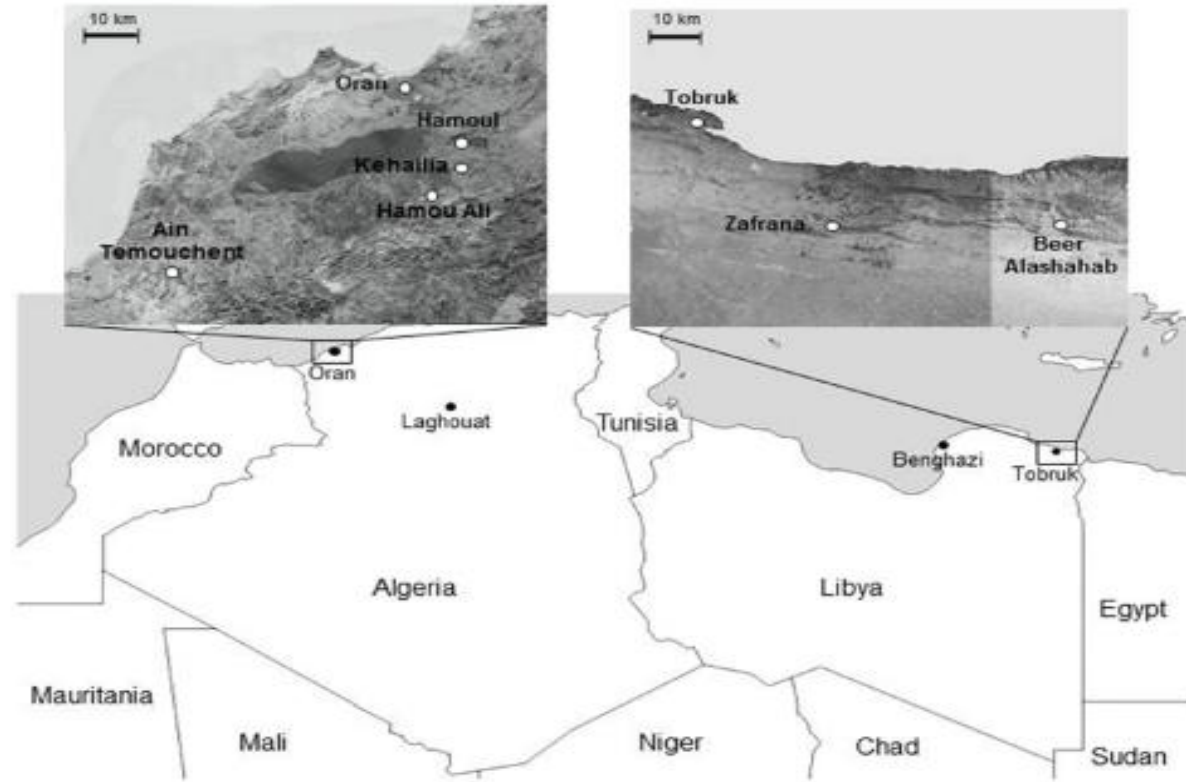 10 km
Oran
Hamoul
Kehailia
Hamou Ali
Ain
Temouchent
10 km
Tobruk
Zafrana
Beer
Alashahab
Oran
Laghouat
Tunisia
Morocco
Benghazi
Tobruk
Algeria
Libya
Egypt
Mauritania
Mali
Niger
Chad
Sudan